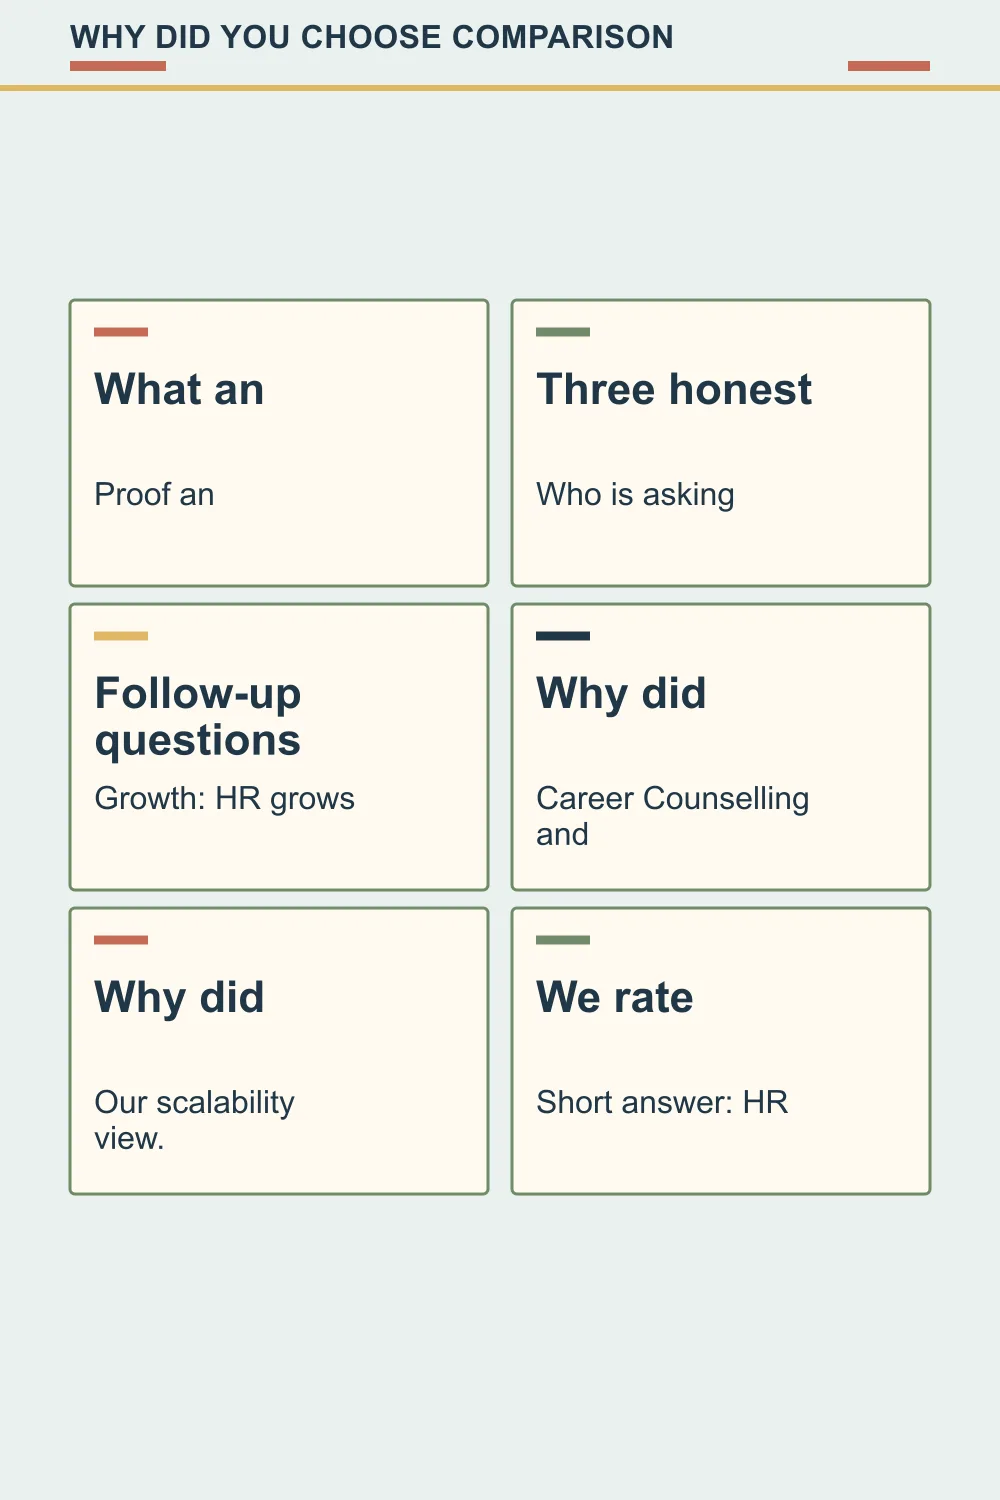 WHY DID YOU CHOOSE COMPARISON
What an
Proof an
Three honest
Who is asking
Follow-up
questions
Growth: HR grows
Why did
Career Counselling
and
Why did
Our scalability
view.
We rate
Short answer: HR